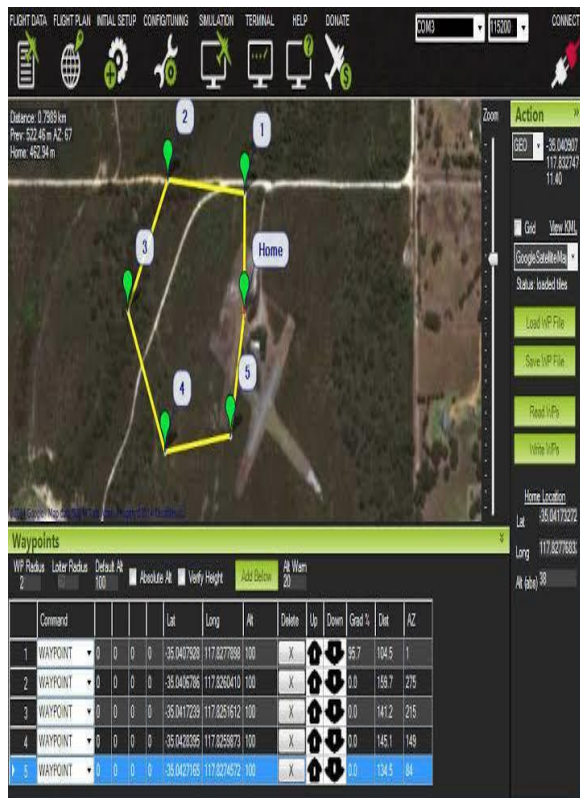 FLIGHT DATA FLIGHT PLAN INITIAL SETUP CONFIG/TUNING SIMULATION TERMINAL HELP DONATE
COM3 115200 CONNECT
Distance: 0.7989 km
Prev: 522.46 m AZ: 67
Home: 462.94 m
2
1
3
Home
5
4
Zoom
Action »
GEO -35.040907
117.832747
11.40
Grid View KML
GoogleSatelliteMa
Status: loaded tiles
Load WP File
Save WP File
Read WPs
Write WPs
Home Location
Lat -35.04173272
Long 117.8277683
Alt (abs) 38
Waypoints
WP Radius Loiter Radius Default Alt
2 100 Absolute Alt Verify Height Add Below Alt Warn
20
Command Lat Long Alt Delete Up Down Grad % Dist AZ
1 WAYPOINT 0 0 0 0 -35.0407928 117.8277898 100 X 95.7 104.5 1
2 WAYPOINT 0 0 0 0 -35.0406786 117.8260410 100 X 0.0 159.7 275
3 WAYPOINT 0 0 0 0 -35.0417239 117.8251612 100 X 0.0 141.2 215
4 WAYPOINT 0 0 0 0 -35.0428395 117.8259873 100 X 0.0 145.1 149
5 WAYPOINT 0 0 0 0 -35.0427165 117.8274572 100 X 0.0 134.5 84